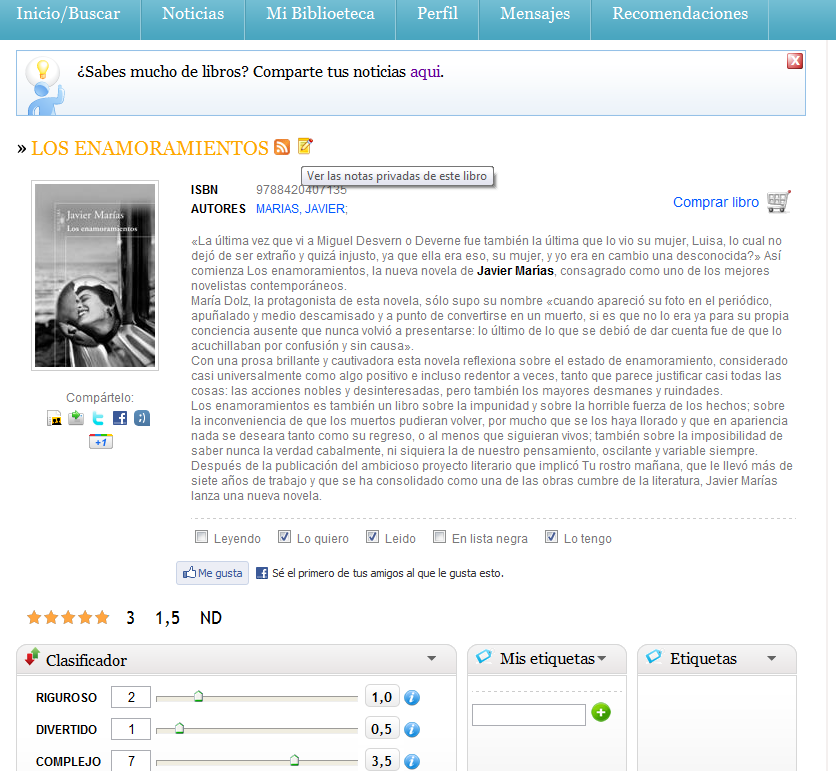 Inicio/Buscar Noticias Mi Biblioeteca Perfil Mensajes Recomendaciones
¿Sabes mucho de libros? Comparte tus noticias aqui.
x
» LOS ENAMORAMIENTOS
Ver las notas privadas de este libro
ISBN 9788420407135
AUTORES MARIAS, JAVIER;
Comprar libro
Javier Marías
Los enamoramientos
«La última vez que vi a Miguel Desvern o Deverne fue también la última que lo vio su mujer, Luisa, lo cual no
dejó de ser extraño y quizá injusto, ya que ella era eso, su mujer, y yo era en cambio una desconocida?» Así
comienza Los enamoramientos, la nueva novela de Javier Marías, consagrado como uno de los mejores
novelistas contemporáneos.
María Dolz, la protagonista de esta novela, sólo supo su nombre «cuando apareció su foto en el periódico,
apuñalado y medio descamisado y a punto de convertirse en un muerto, si es que no lo era ya para su propia
conciencia ausente que nunca volvió a presentarse: lo último de lo que se debió de dar cuenta fue de que lo
acuchillaban por confusión y sin causa».
Con una prosa brillante y cautivadora esta novela reflexiona sobre el estado de enamoramiento, considerado
casi universalmente como algo positivo e incluso redentor a veces, tanto que parece justificar casi todas las
cosas: las acciones nobles y desinteresadas, pero también los mayores desmanes y ruindades.
Los enamoramientos es también un libro sobre la impunidad y sobre la horrible fuerza de los hechos; sobre
la inconveniencia de que los muertos pudieran volver, por mucho que se los haya llorado y que en apariencia
nada se deseara tanto como su regreso, o al menos que siguieran vivos; también sobre la imposibilidad de
saber nunca la verdad cabalmente, ni siquiera la de nuestro pensamiento, oscilante y variable siempre.
Después de la publicación del ambicioso proyecto literario que implicó Tu rostro mañana, que le llevó más de
siete años de trabajo y que se ha consolidado como una de las obras cumbre de la literatura, Javier Marías
lanza una nueva novela.
Compártelo:
+1
Leyendo Lo quiero Leido En lista negra Lo tengo
Me gusta Sé el primero de tus amigos al que le gusta esto.
3 1,5 ND
Clasificador
RIGUROSO 2 1,0
DIVERTIDO 1 0,5
COMPLEJO 7 3,5
Mis etiquetas
Etiquetas